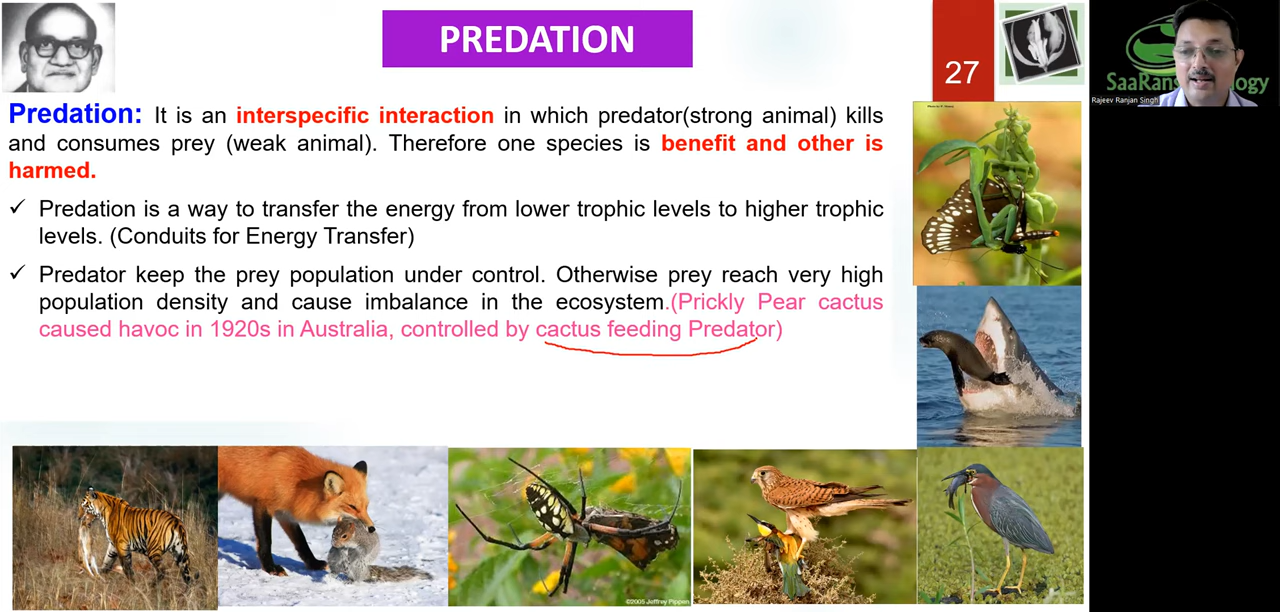 PREDATION
27
SaaRans logy
Rajeev Ranjan Singh
Predation: It is an interspecific interaction in which predator(strong animal) kills
and consumes prey (weak animal). Therefore one species is benefit and other is
harmed.
✓ Predation is a way to transfer the energy from lower trophic levels to higher trophic
levels. (Conduits for Energy Transfer)
✓ Predator keep the prey population under control. Otherwise prey reach very high
population density and cause imbalance in the ecosystem.(Prickly Pear cactus
caused havoc in 1920s in Australia, controlled by cactus feeding Predator)
©2005 Jeffrey Pippen